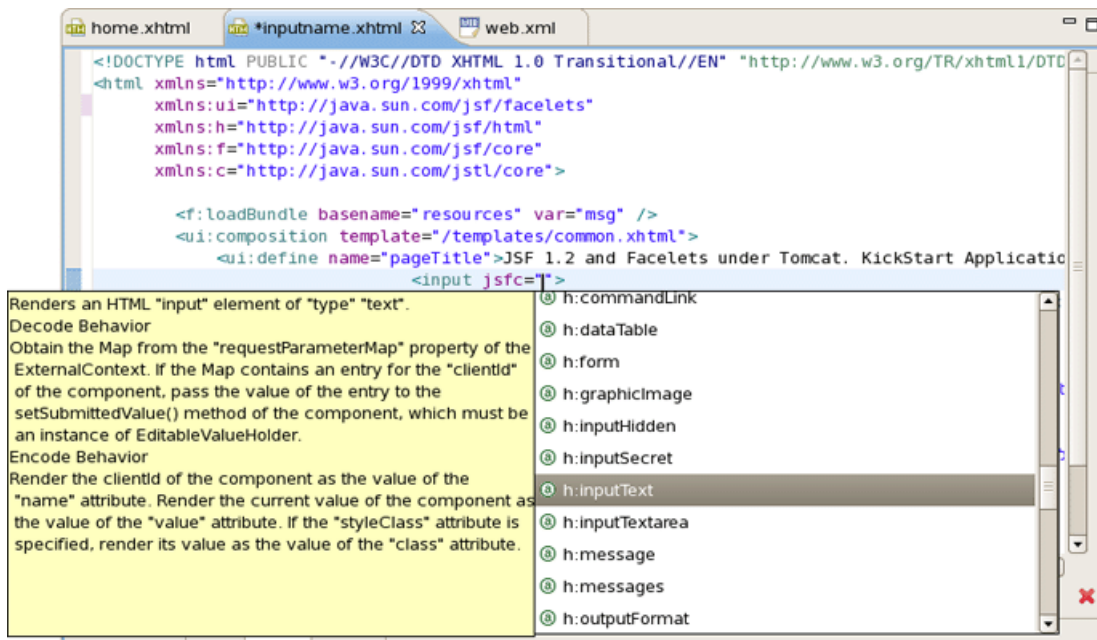 home.xhtml
*inputname.xhtml
web.xml
<!DOCTYPE html PUBLIC "-//W3C//DTD XHTML 1.0 Transitional//EN" "http://www.w3.org/TR/xhtml1/DTD
<html xmlns="http://www.w3.org/1999/xhtml"
xmlns:ui="http://java.sun.com/jsf/facelets"
xmlns:h="http://java.sun.com/jsf/html"
xmlns:f="http://java.sun.com/jsf/core"
xmlns:c="http://java.sun.com/jstl/core">
<f:loadBundle basename="resources" var="msg" />
<ui:composition template="/templates/common.xhtml">
<ui:define name="pageTitle">JSF 1.2 and Facelets under Tomcat. KickStart Applicatio
<input jsfc="">
Renders an HTML "input" element of "type" "text".
Decode Behavior
Obtain the Map from the "requestParameterMap" property of the
ExternalContext. If the Map contains an entry for the "clientId"
of the component, pass the value of the entry to the
setSubmittedValue() method of the component, which must be
an instance of EditableValueHolder.
Encode Behavior
Render the clientId of the component as the value of the
"name" attribute. Render the current value of the component as
the value of the "value" attribute. If the "styleClass" attribute is
specified, render its value as the value of the "class" attribute.
h:commandLink
h:dataTable
h:form
h:graphicImage
h:inputHidden
h:inputSecret
h:inputText
h:inputTextarea
h:message
h:messages
h:outputFormat